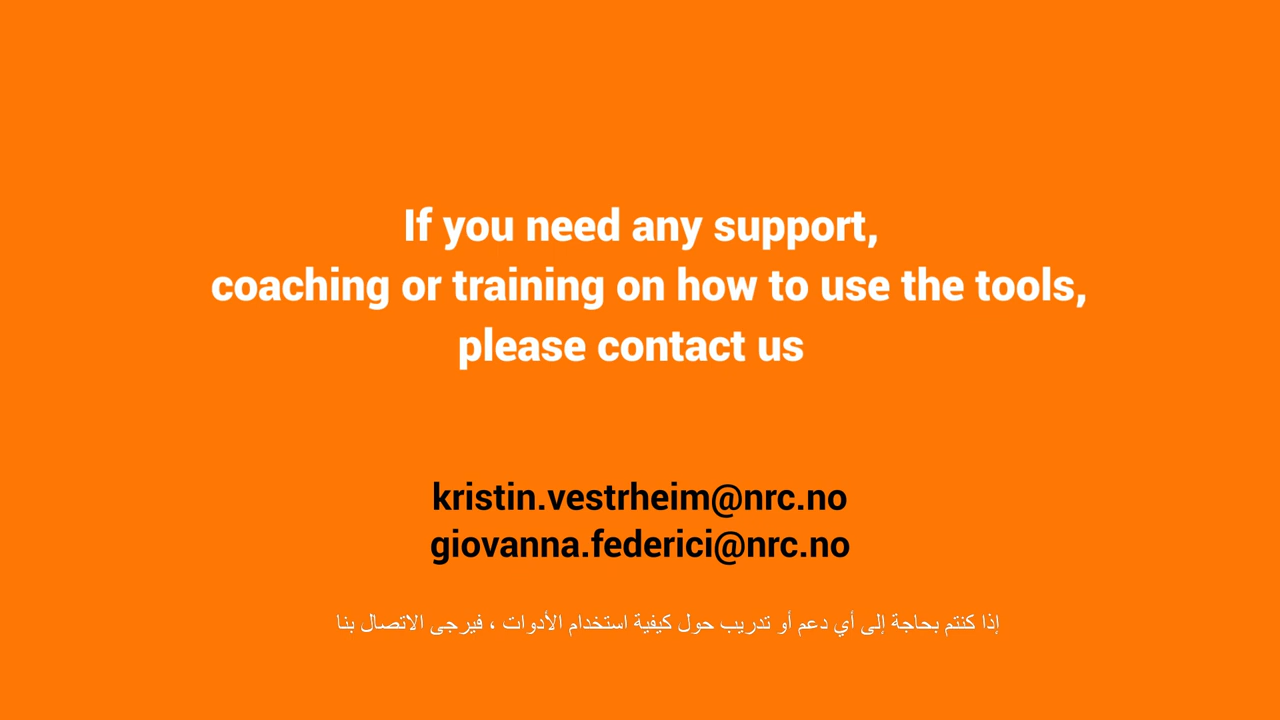 If you need any support,
coaching or training on how to use the tools,
please contact us
kristin.vestrheim@nrc.no
giovanna.federici@nrc.no
إذا كنتم بحاجة إلى أي دعم أو تدريب حول كيفية استخدام الأدوات ، فيرجى الاتصال بنا